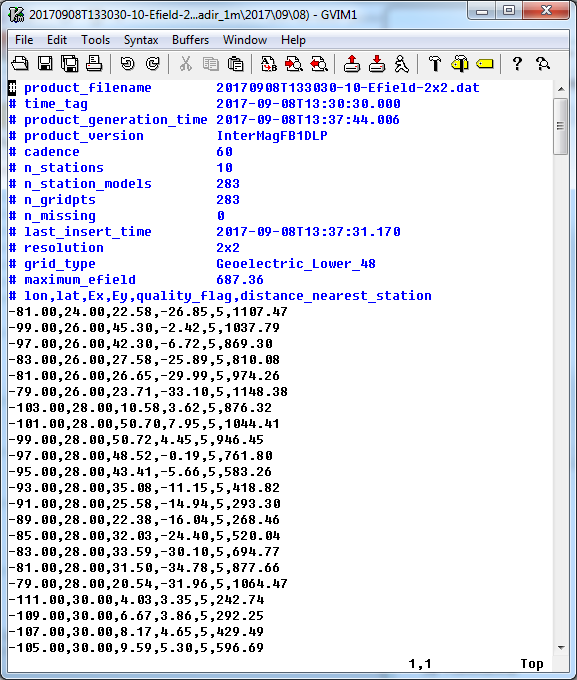 20170908T133030-10-Efield-2...adir_1m\2017\09\08) - GVIM1
File Edit Tools Syntax Buffers Window Help
# product_filename 20170908T133030-10-Efield-2x2.dat
# time_tag 2017-09-08T13:30:30.000
# product_generation_time 2017-09-08T13:37:44.006
# product_version InterMagFB1DLP
# cadence 60
# n_stations 10
# n_station_models 283
# n_gridpts 283
# n_missing 0
# last_insert_time 2017-09-08T13:37:31.170
# resolution 2x2
# grid_type Geoelectric_Lower_48
# maximum_efield 687.36
# lon,lat,Ex,Ey,quality_flag,distance_nearest_station
-81.00,24.00,22.58,-26.85,5,1107.47
-99.00,26.00,45.30,-2.42,5,1037.79
-97.00,26.00,42.30,-6.72,5,869.30
-83.00,26.00,27.58,-25.89,5,810.08
-81.00,26.00,26.65,-29.99,5,974.26
-79.00,26.00,23.71,-33.10,5,1148.38
-103.00,28.00,10.58,3.62,5,876.32
-101.00,28.00,50.70,7.95,5,1044.41
-99.00,28.00,50.72,4.45,5,946.45
-97.00,28.00,48.52,-0.19,5,761.80
-95.00,28.00,43.41,-5.66,5,583.26
-93.00,28.00,35.08,-11.15,5,418.82
-91.00,28.00,25.58,-14.94,5,293.30
-89.00,28.00,22.38,-16.04,5,268.46
-85.00,28.00,32.03,-24.40,5,520.04
-83.00,28.00,33.59,-30.10,5,694.77
-81.00,28.00,31.50,-34.78,5,877.66
-79.00,28.00,20.54,-31.96,5,1064.47
-111.00,30.00,4.03,3.35,5,242.74
-109.00,30.00,6.67,3.86,5,292.25
-107.00,30.00,8.17,4.65,5,429.49
-105.00,30.00,9.59,5.30,5,596.69
1,1 Top